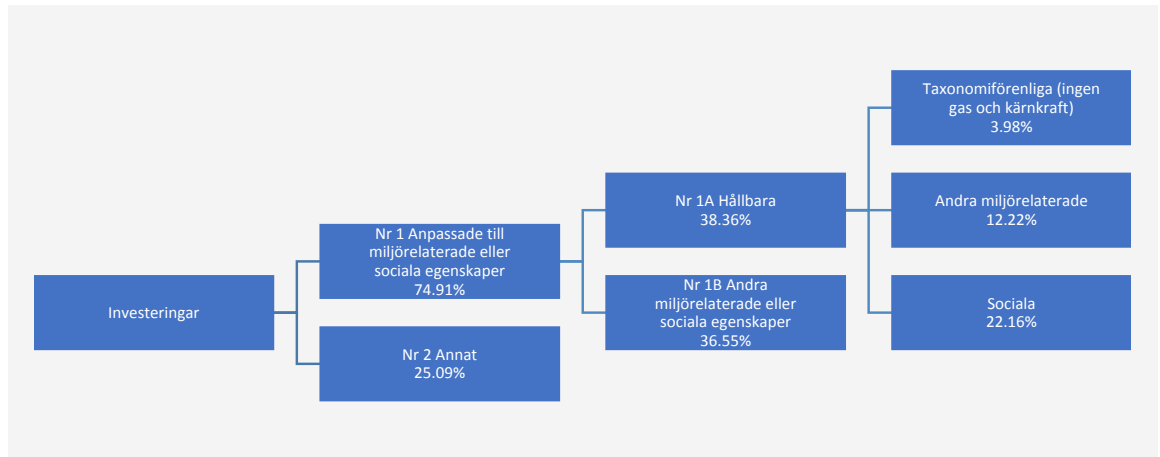 Investeringar
Nr 1 Anpassade till
miljörelaterade eller
sociala egenskaper
74.91%
Nr 2 Annat
25.09%
Nr 1A Hållbara
38.36%
Nr 1B Andra
miljörelaterade eller
sociala egenskaper
36.55%
Taxonomiförenliga (ingen
gas och kärnkraft)
3.98%
Andra miljörelaterade
12.22%
Sociala
22.16%